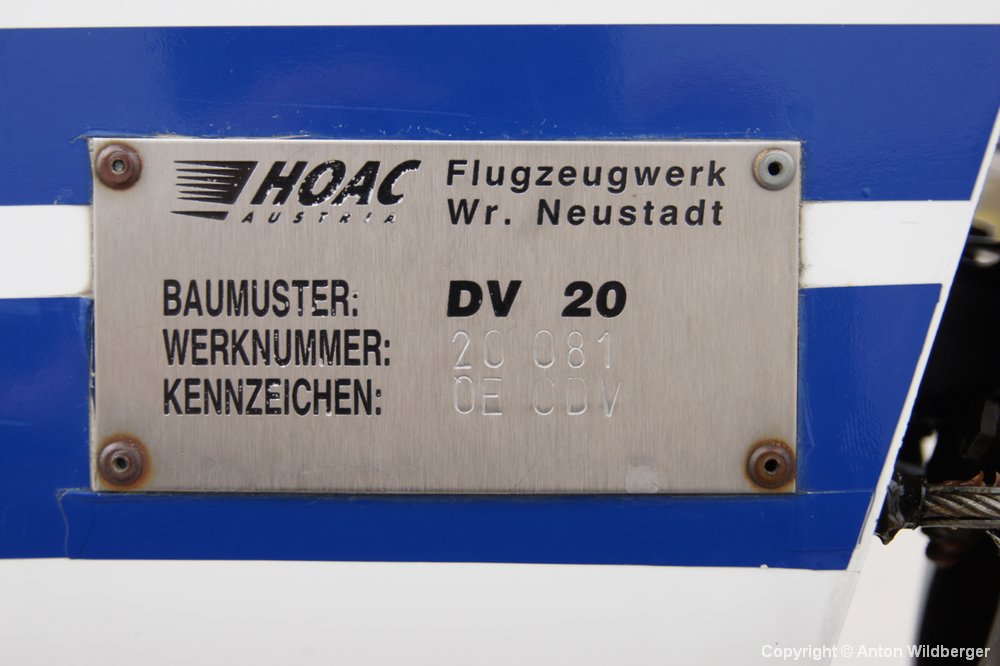 HOAC Flugzeugwerk
AUSTRIA Wr. Neustadt
BAUMUSTER: DV 20
WERKNUMMER: 20 081
KENNZEICHEN: OE CDV
Copyright © Anton Wildberger